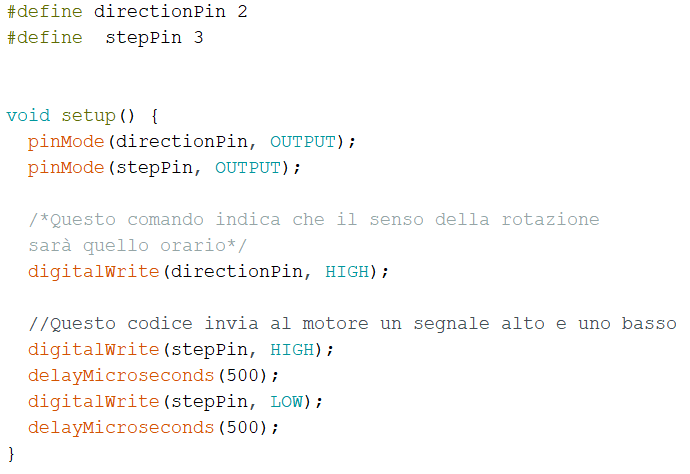 #define directionPin 2
#define  stepPin 3
void setup() {
  pinMode(directionPin, OUTPUT);
  pinMode(stepPin, OUTPUT);
  /*Questo comando indica che il senso della rotazione
  sarà quello orario*/
  digitalWrite(directionPin, HIGH);
  //Questo codice invia al motore un segnale alto e uno basso
  digitalWrite(stepPin, HIGH);
  delayMicroseconds(500);
  digitalWrite(stepPin, LOW);
  delayMicroseconds(500);
}